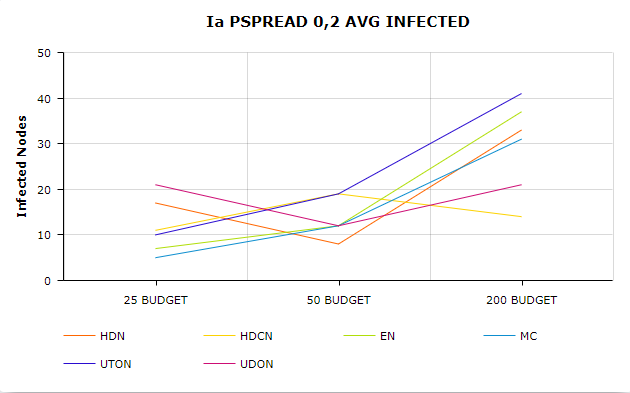 Ia PSPREAD 0,2 AVG INFECTED
Infected Nodes
50
40
30
20
10
0
25 BUDGET
50 BUDGET
200 BUDGET
HDN
HDCN
EN
MC
UTON
UDON